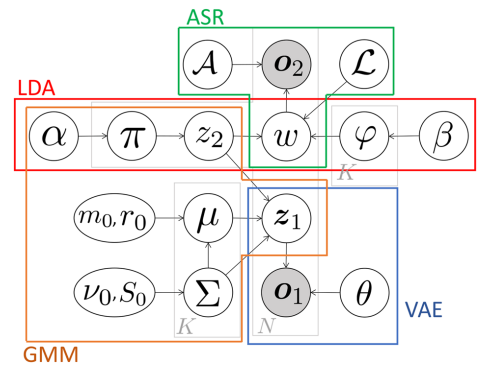 ASR
𝒜 o₂ ℒ
LDA
α π z₂ w φ β
K
m₀,r₀ μ z₁
ν₀,S₀ Σ o₁ θ
K N
VAE
GMM